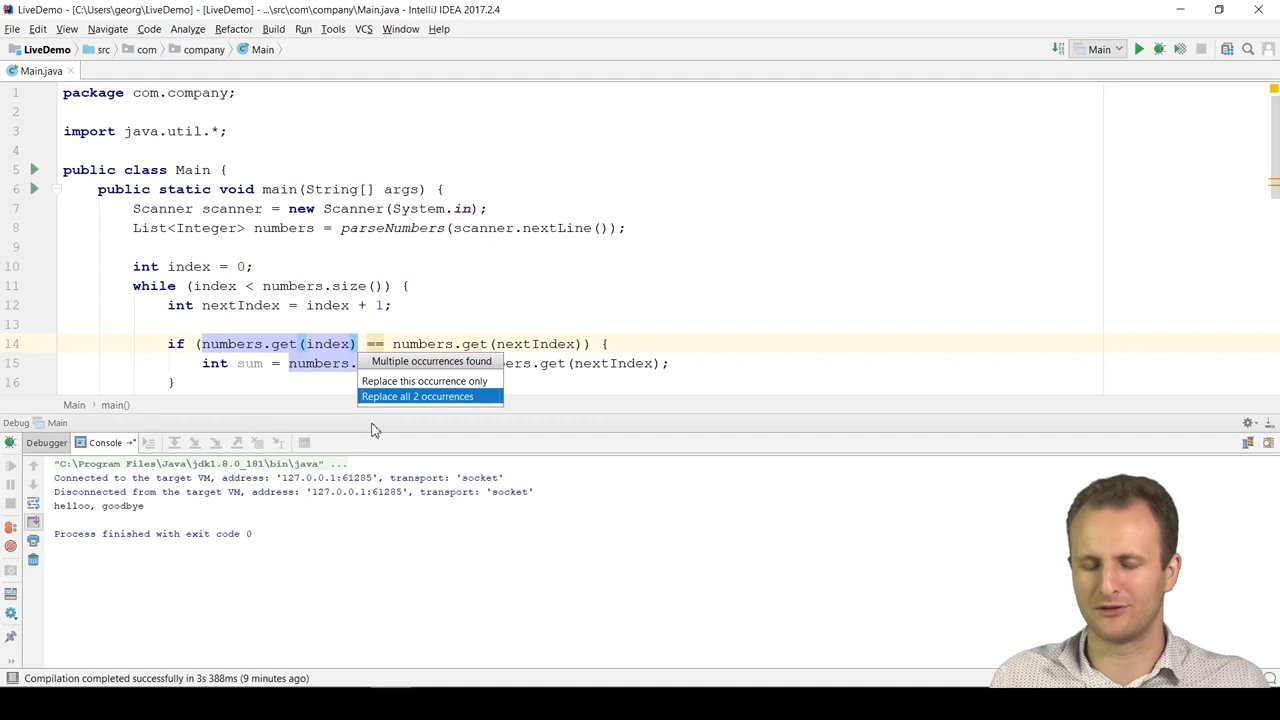 LiveDemo - [C:\Users\georg\LiveDemo] - [LiveDemo] - ...\src\com\company\Main.java - IntelliJ IDEA 2017.2.4
File Edit View Navigate Code Analyze Refactor Build Run Tools VCS Window Help
LiveDemo src com company Main Main
Main.java
1 package com.company;
2
3 import java.util.*;
4
5 public class Main {
6 public static void main(String[] args) {
7 Scanner scanner = new Scanner(System.in);
8 List<Integer> numbers = parseNumbers(scanner.nextLine());
9
10 int index = 0;
11 while (index < numbers.size()) {
12 int nextIndex = index + 1;
13
14 if (numbers.get(index) == numbers.get(nextIndex)) {
Multiple occurrences found
15 int sum = numbers. bers.get(nextIndex);
Replace this occurrence only
16 }
Replace all 2 occurrences
Main main()
Debug Main
Debugger Console
"C:\Program Files\Java\jdk1.8.0_181\bin\java" ...
Connected to the target VM, address: '127.0.0.1:61285', transport: 'socket'
Disconnected from the target VM, address: '127.0.0.1:61285', transport: 'socket'
helloo, goodbye
Process finished with exit code 0
Compilation completed successfully in 3s 388ms (9 minutes ago)